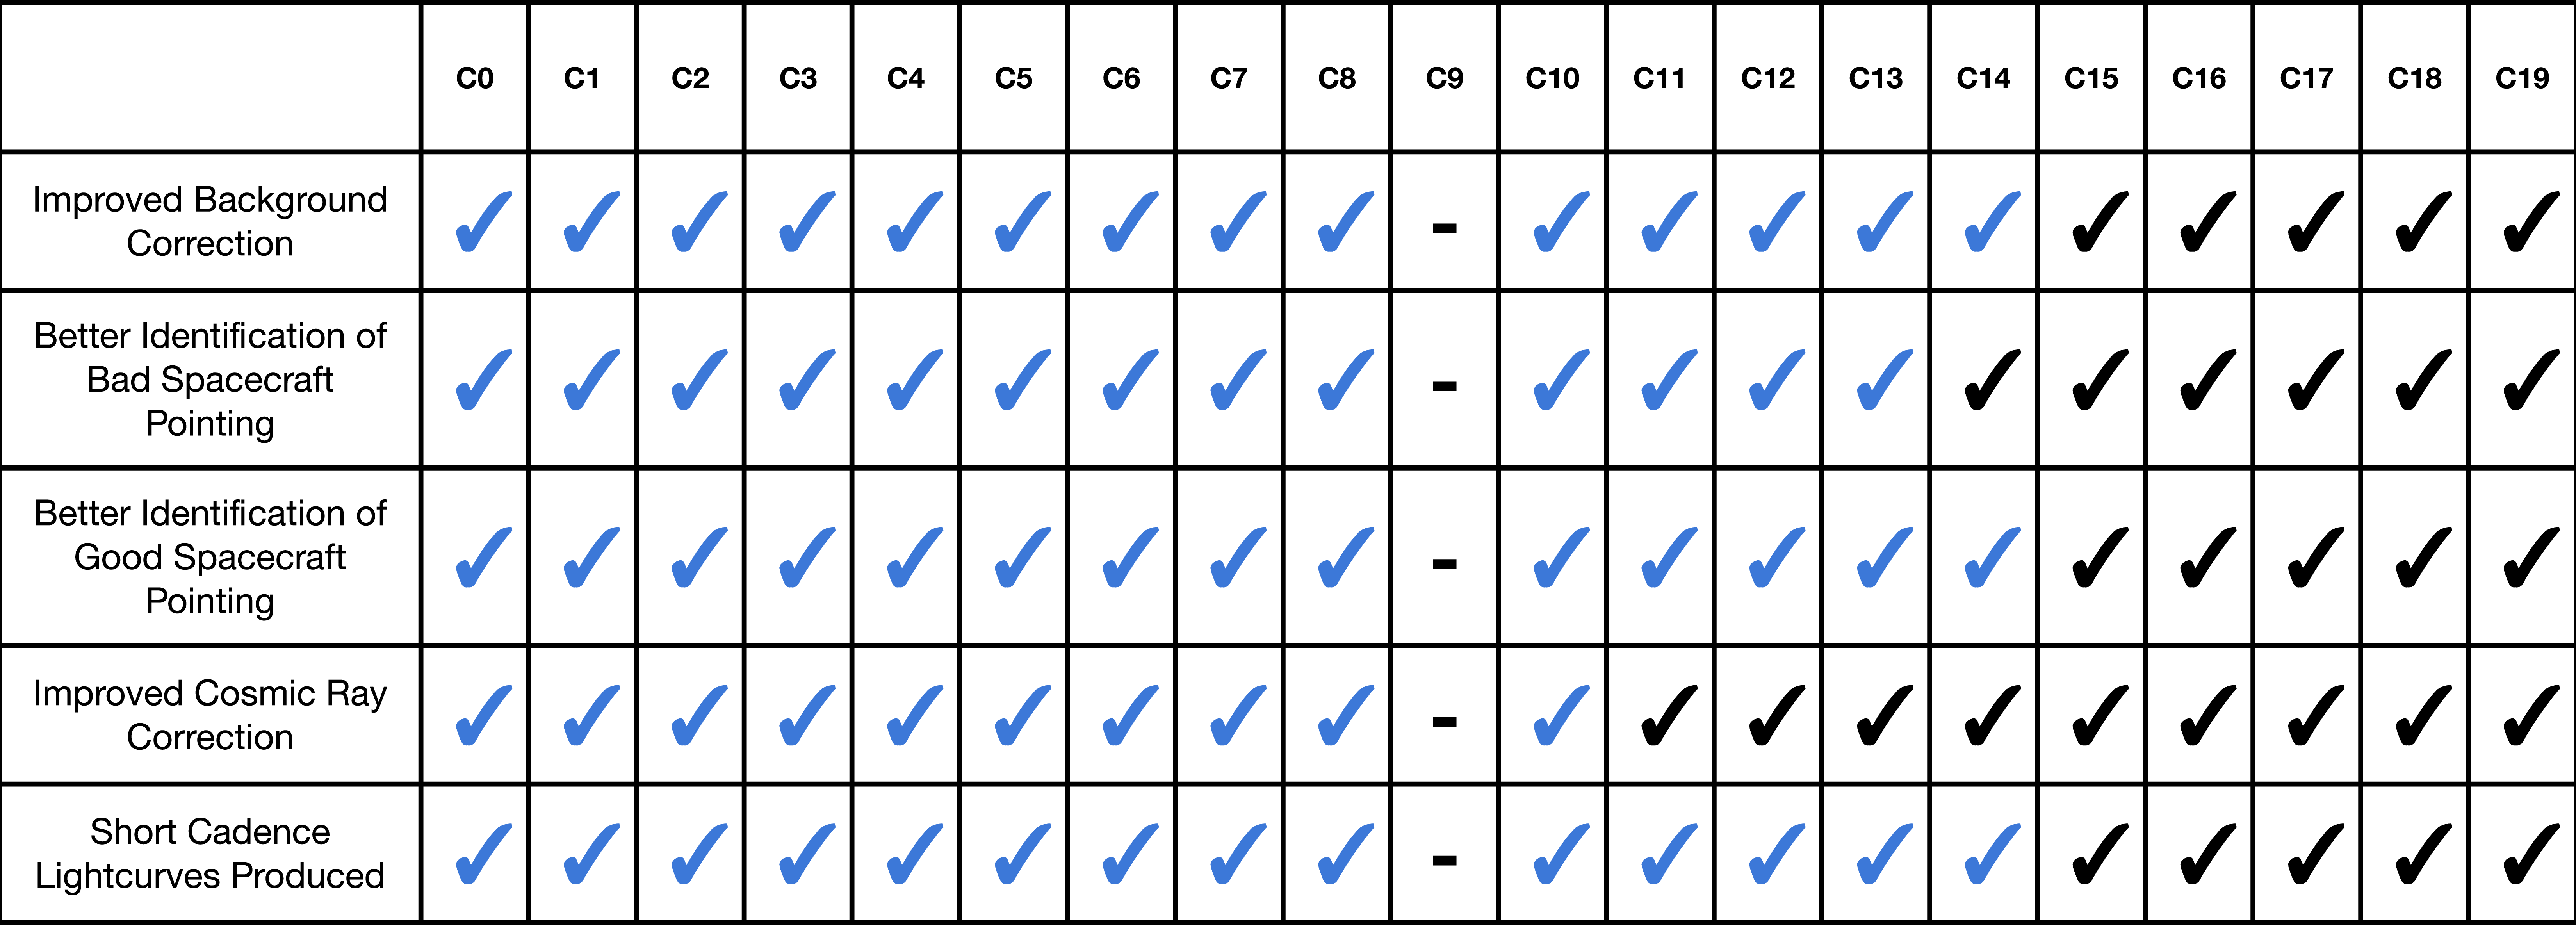 C0 C1 C2 C3 C4 C5 C6 C7 C8 C9 C10 C11 C12 C13 C14 C15 C16 C17 C18 C19
Improved Background
Correction
✓ ✓ ✓ ✓ ✓ ✓ ✓ ✓ ✓ - ✓ ✓ ✓ ✓ ✓ ✓ ✓ ✓ ✓ ✓
Better Identification of
Bad Spacecraft
Pointing
✓ ✓ ✓ ✓ ✓ ✓ ✓ ✓ ✓ - ✓ ✓ ✓ ✓ ✓ ✓ ✓ ✓ ✓ ✓
Better Identification of
Good Spacecraft
Pointing
✓ ✓ ✓ ✓ ✓ ✓ ✓ ✓ ✓ - ✓ ✓ ✓ ✓ ✓ ✓ ✓ ✓ ✓ ✓
Improved Cosmic Ray
Correction
✓ ✓ ✓ ✓ ✓ ✓ ✓ ✓ ✓ - ✓ ✓ ✓ ✓ ✓ ✓ ✓ ✓ ✓ ✓
Short Cadence
Lightcurves Produced
✓ ✓ ✓ ✓ ✓ ✓ ✓ ✓ ✓ - ✓ ✓ ✓ ✓ ✓ ✓ ✓ ✓ ✓ ✓